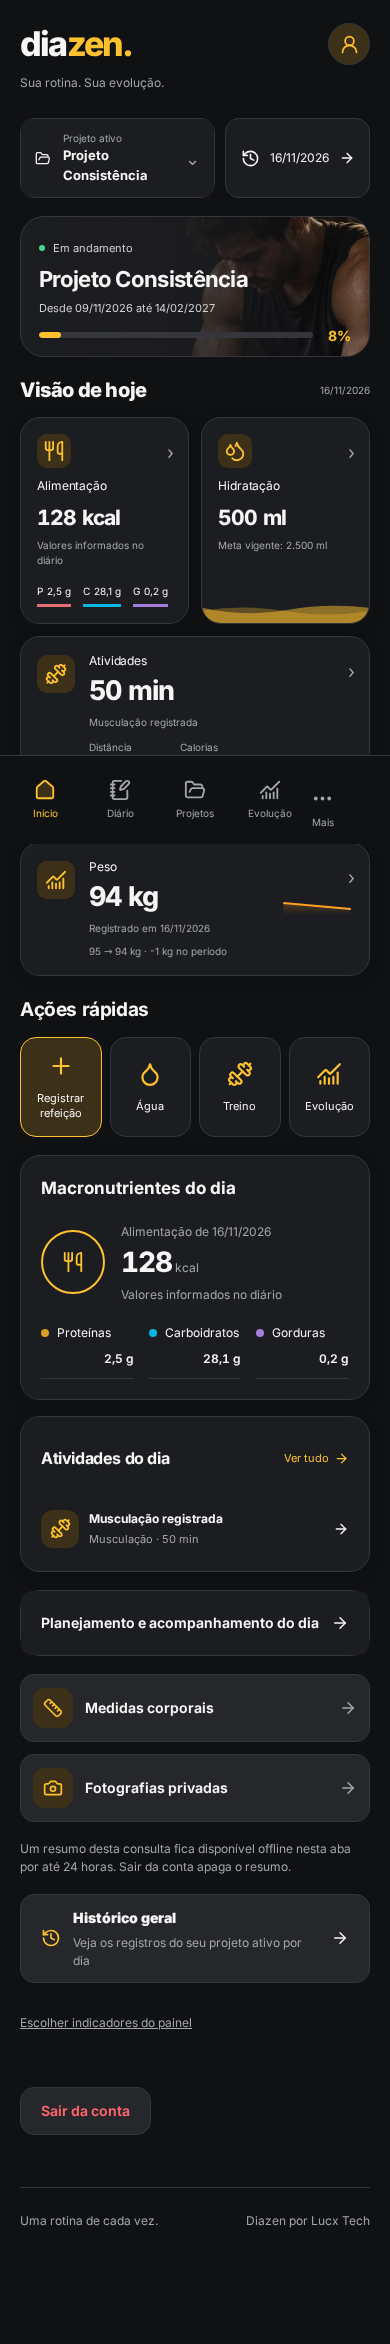 diazen.
Sua rotina. Sua evolução.
Projeto ativo
Projeto
Consistência
16/11/2026
Em andamento
Projeto Consistência
Desde 09/11/2026 até 14/02/2027
8%
Visão de hoje
16/11/2026
Alimentação
128 kcal
Valores informados no
diário
P 2,5 g C 28,1 g G 0,2 g
Hidratação
500 ml
Meta vigente: 2.500 ml
Atividades
50 min
Musculação registrada
Distância Calorias
Início Diário Projetos Evolução Mais
Peso
94 kg
Registrado em 16/11/2026
95 → 94 kg · -1 kg no período
Ações rápidas
Registrar
refeição
Água
Treino
Evolução
Macronutrientes do dia
Alimentação de 16/11/2026
128 kcal
Valores informados no diário
Proteínas Carboidratos Gorduras
2,5 g 28,1 g 0,2 g
Atividades do dia
Ver tudo →
Musculação registrada
Musculação · 50 min
Planejamento e acompanhamento do dia
Medidas corporais
Fotografias privadas
Um resumo desta consulta fica disponível offline nesta aba
por até 24 horas. Sair da conta apaga o resumo.
Histórico geral
Veja os registros do seu projeto ativo por
dia
Escolher indicadores do painel
Sair da conta
Uma rotina de cada vez.
Diazen por Lucx Tech